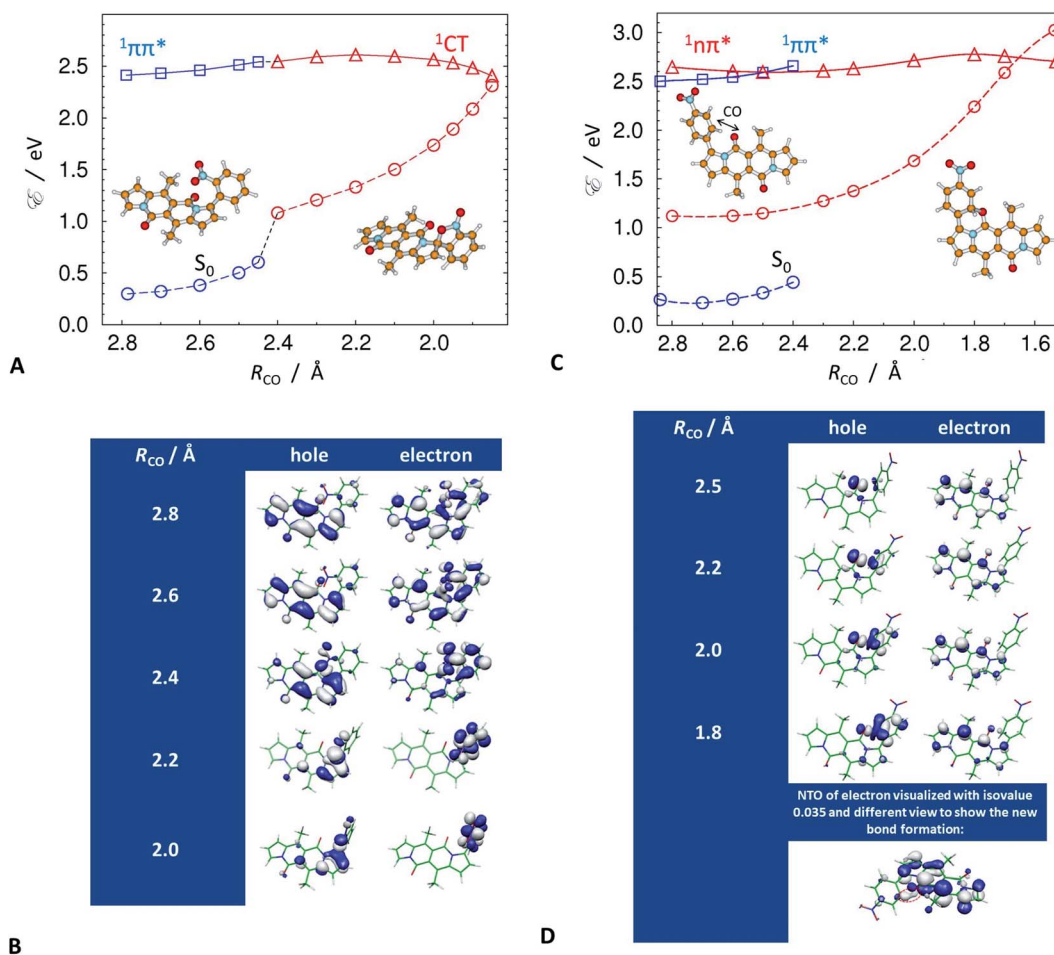 A
¹ππ*
¹CT
2.5
2.0
1.5
1.0
0.5
0.0
ℰ / eV
S₀
2.8 2.6 2.4 2.2 2.0
R_CO / Å
C
¹nπ*
¹ππ*
3.0
2.5
2.0
1.5
1.0
0.5
0.0
ℰ / eV
CO
S₀
2.8 2.6 2.4 2.2 2.0 1.8 1.6
R_CO / Å
R_CO / Å hole electron
2.8
2.6
2.4
2.2
2.0
B
R_CO / Å hole electron
2.5
2.2
2.0
1.8
NTO of electron visualized with isovalue
0.035 and different view to show the new
bond formation:
D